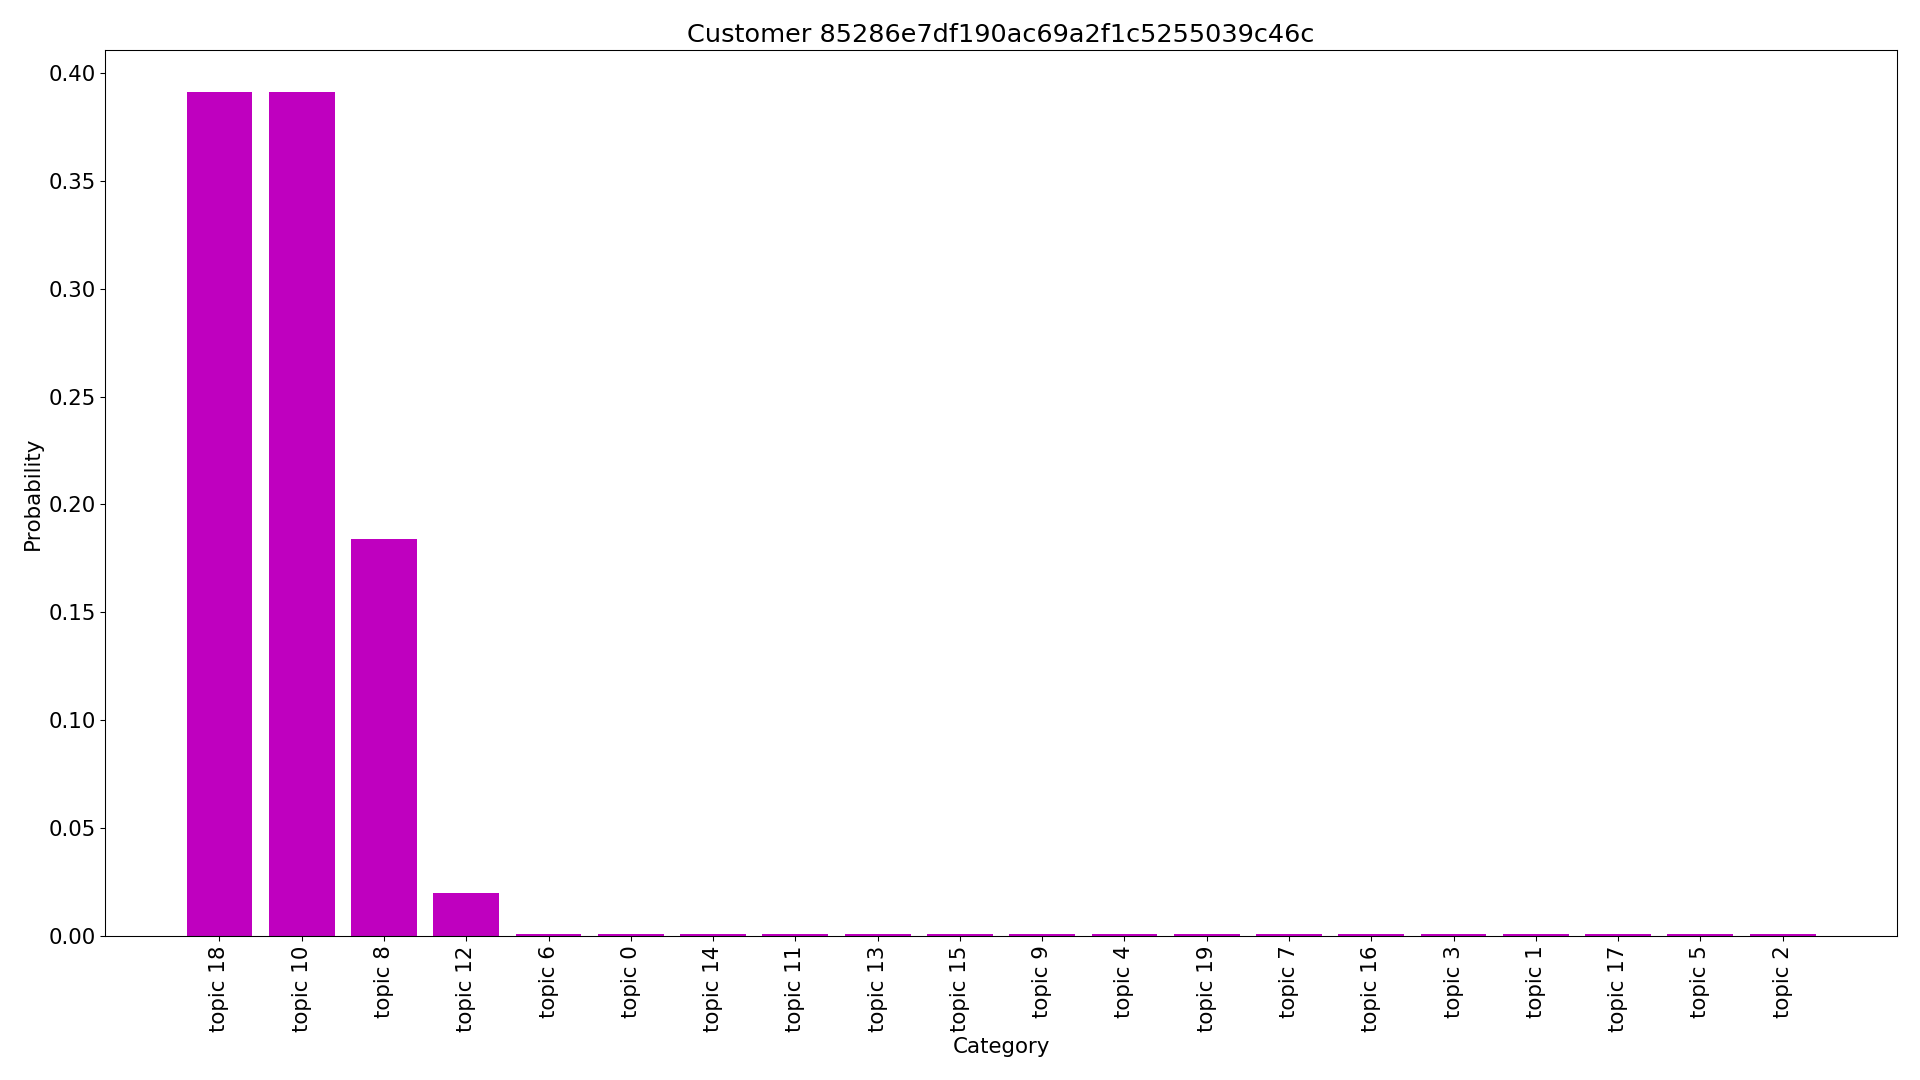 Customer 85286e7df190ac69a2f1c5255039c46c
0.40
0.35
0.30
0.25
0.20
0.15
0.10
0.05
0.00
Probability
topic 18
topic 10
topic 8
topic 12
topic 6
topic 0
topic 14
topic 11
topic 13
topic 15
topic 9
topic 4
topic 19
topic 7
topic 16
topic 3
topic 1
topic 17
topic 5
topic 2
Category